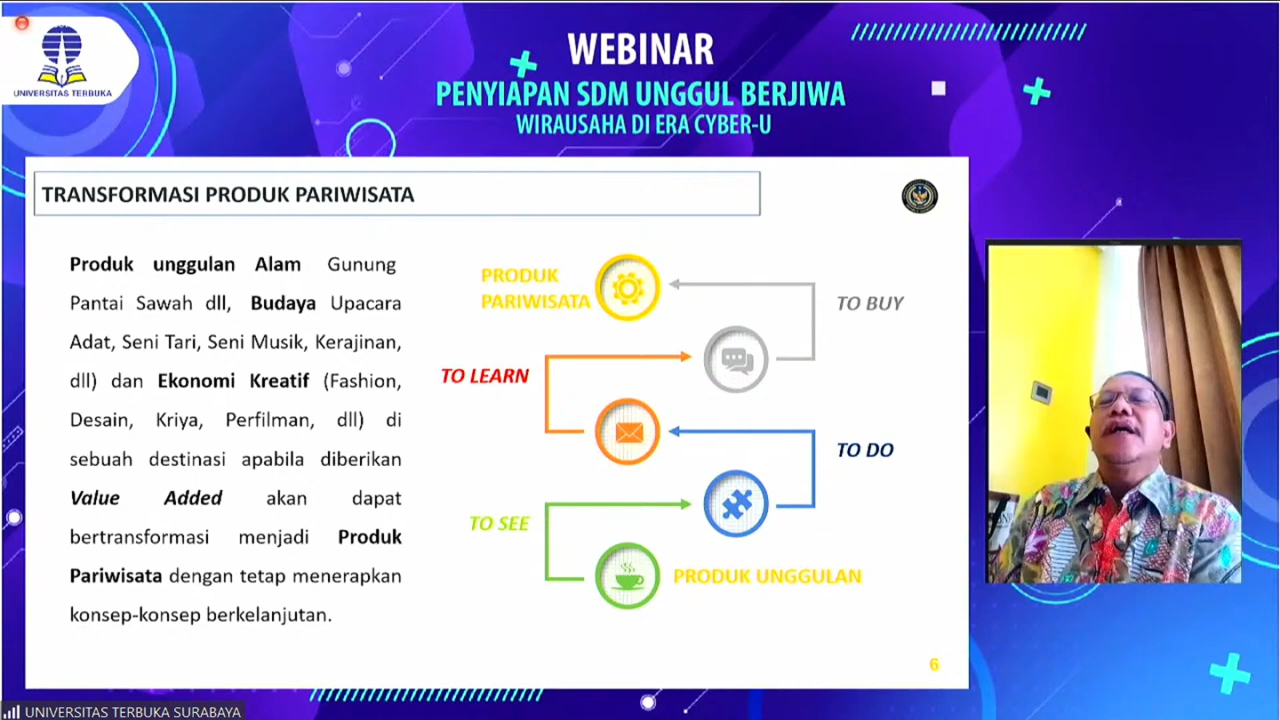 UNIVERSITAS TERBUKA
WEBINAR
PENYIAPAN SDM UNGGUL BERJIWA
WIRAUSAHA DI ERA CYBER-U
TRANSFORMASI PRODUK PARIWISATA
Produk unggulan Alam Gunung
Pantai Sawah dll, Budaya Upacara
Adat, Seni Tari, Seni Musik, Kerajinan,
dll) dan Ekonomi Kreatif (Fashion,
Desain, Kriya, Perfilman, dll) di
sebuah destinasi apabila diberikan
Value Added akan dapat
bertransformasi menjadi Produk
Pariwisata dengan tetap menerapkan
konsep-konsep berkelanjutan.
PRODUK
PARIWISATA
TO BUY
TO LEARN
TO DO
TO SEE
PRODUK UNGGULAN
6
UNIVERSITAS TERBUKA SURABAYA